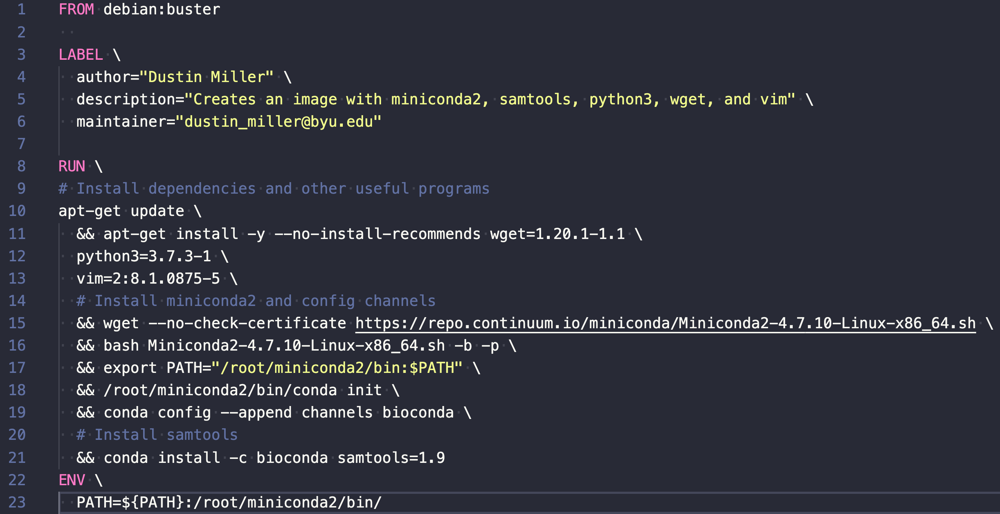 1 FROM debian:buster
2
3 LABEL \
4   author="Dustin Miller" \
5   description="Creates an image with miniconda2, samtools, python3, wget, and vim" \
6   maintainer="dustin_miller@byu.edu"
7
8 RUN \
9 # Install dependencies and other useful programs
10 apt-get update \
11   && apt-get install -y --no-install-recommends wget=1.20.1-1.1 \
12   python3=3.7.3-1 \
13   vim=2:8.1.0875-5 \
14   # Install miniconda2 and config channels
15   && wget --no-check-certificate https://repo.continuum.io/miniconda/Miniconda2-4.7.10-Linux-x86_64.sh \
16   && bash Miniconda2-4.7.10-Linux-x86_64.sh -b -p \
17   && export PATH="/root/miniconda2/bin:$PATH" \
18   && /root/miniconda2/bin/conda init \
19   && conda config --append channels bioconda \
20   # Install samtools
21   && conda install -c bioconda samtools=1.9
22 ENV \
23   PATH=${PATH}:/root/miniconda2/bin/